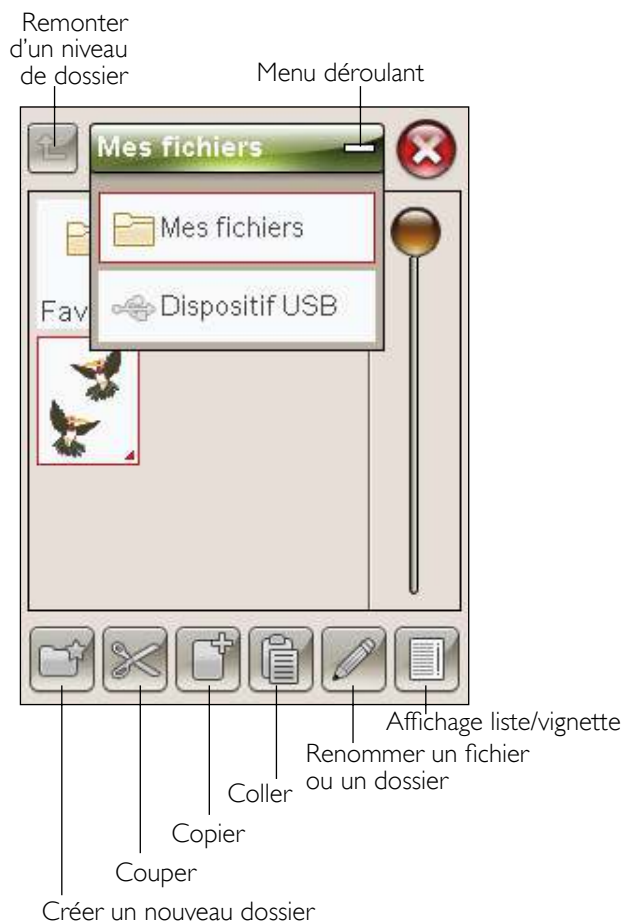 Remonter
d'un niveau
de dossier
Menu déroulant
Mes fichiers
Mes fichiers
Fav
Dispositif USB
Affichage liste/vignette
Renommer un fichier
ou un dossier
Coller
Copier
Couper
Créer un nouveau dossier